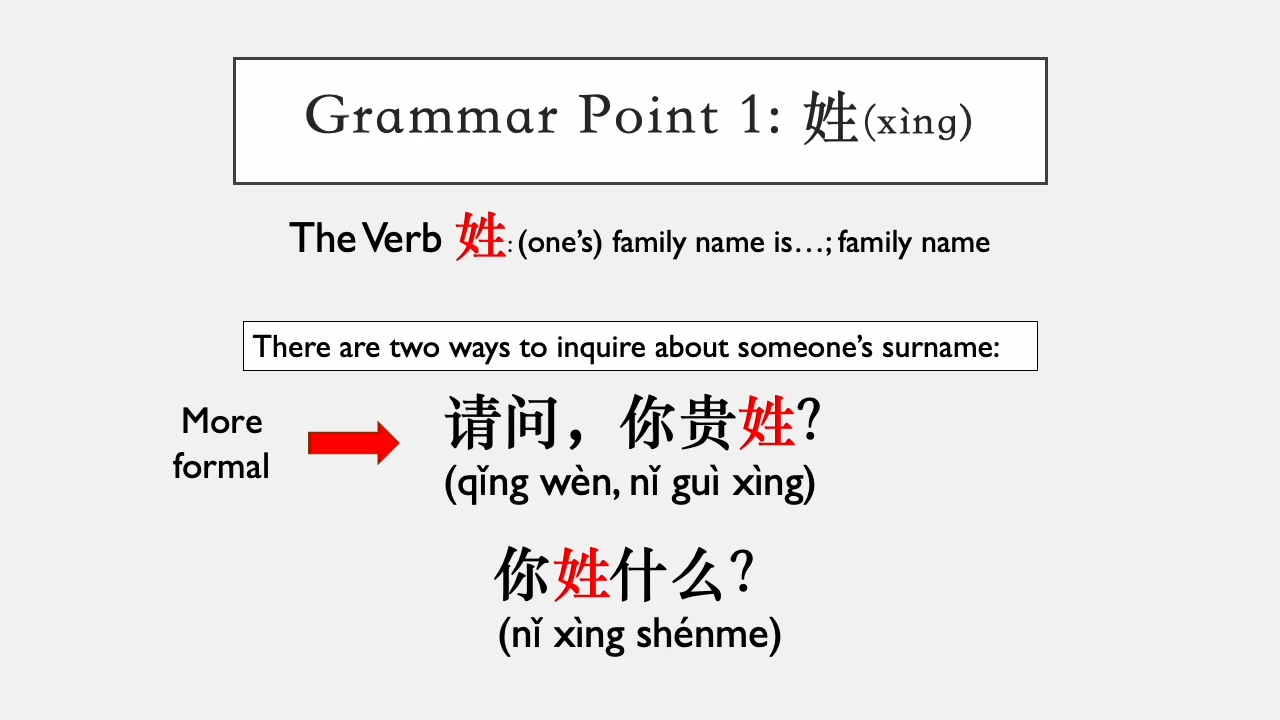 Grammar Point 1: 姓(xìng)
The Verb 姓: (one’s) family name is…; family name
There are two ways to inquire about someone’s surname:
More
formal
请问，你贵姓？
(qǐng wèn, nǐ guì xìng)
你姓什么？
(nǐ xìng shénme)